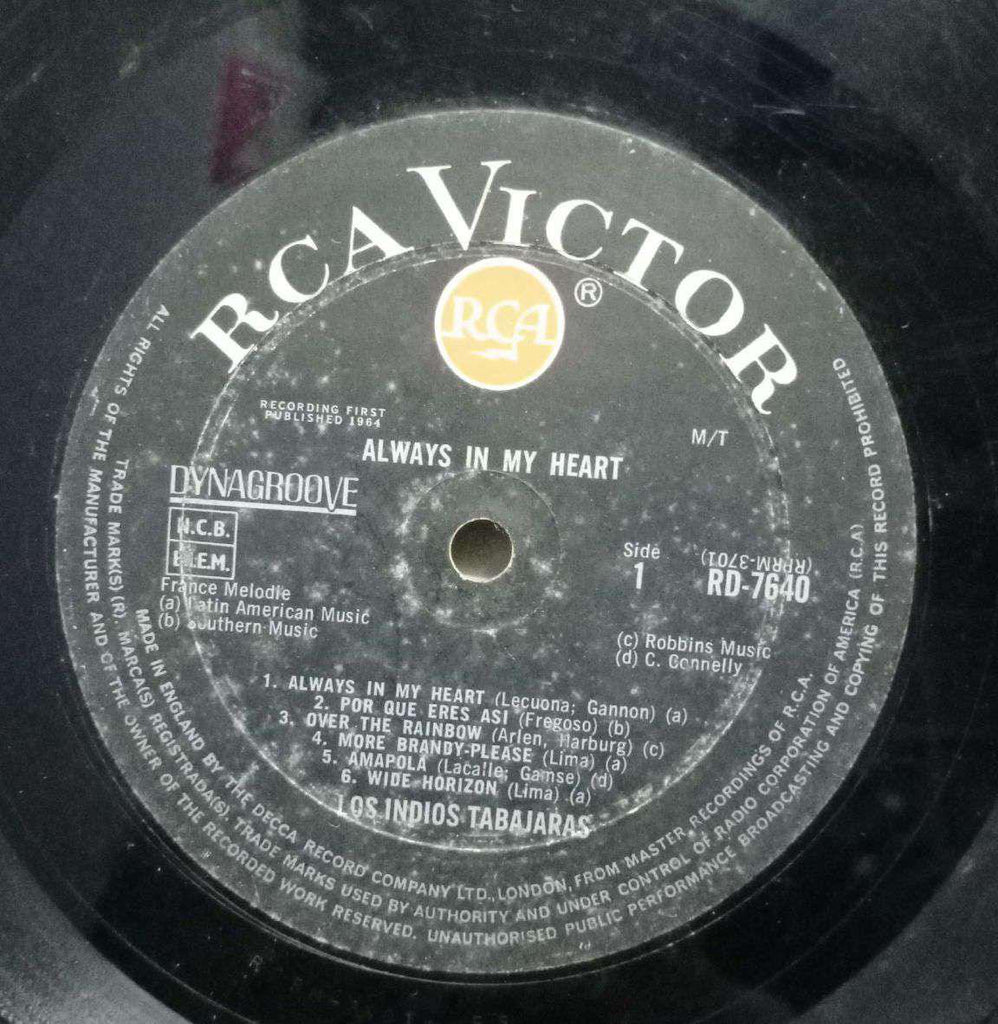 RCA VICTOR
RCA
®
RECORDING FIRST
PUBLISHED 1964
M/T
ALWAYS IN MY HEART
DYNAGROOVE
N.C.B.
B.I.E.M.
France Melodie
(a) Latin American Music
(b) Southern Music
Side
1
(RPRM-3701)
RD-7640
(c) Robbins Music
(d) C. Connelly
1. ALWAYS IN MY HEART (Lecuona; Gannon) (a)
2. POR QUE ERES ASI (Fregoso) (b)
3. OVER THE RAINBOW (Arlen, Harburg) (c)
4. MORE BRANDY-PLEASE (Lima) (a)
5. AMAPOLA (Lacalle; Gamse) (d)
6. WIDE HORIZON (Lima) (a)
LOS INDIOS TABAJARAS
MADE IN ENGLAND BY THE DECCA RECORD COMPANY LTD., LONDON, FROM MASTER RECORDINGS OF R.C.A.
TRADE MARK(S) (R). MARCA(S) REGISTRADA(S). TRADE MARKS USED BY AUTHORITY AND UNDER CONTROL OF RADIO CORPORATION OF AMERICA (R.C.A.)
ALL RIGHTS OF THE MANUFACTURER AND OF THE OWNER OF THE RECORDED WORK RESERVED. UNAUTHORISED PUBLIC PERFORMANCE BROADCASTING AND COPYING OF THIS RECORD PROHIBITED